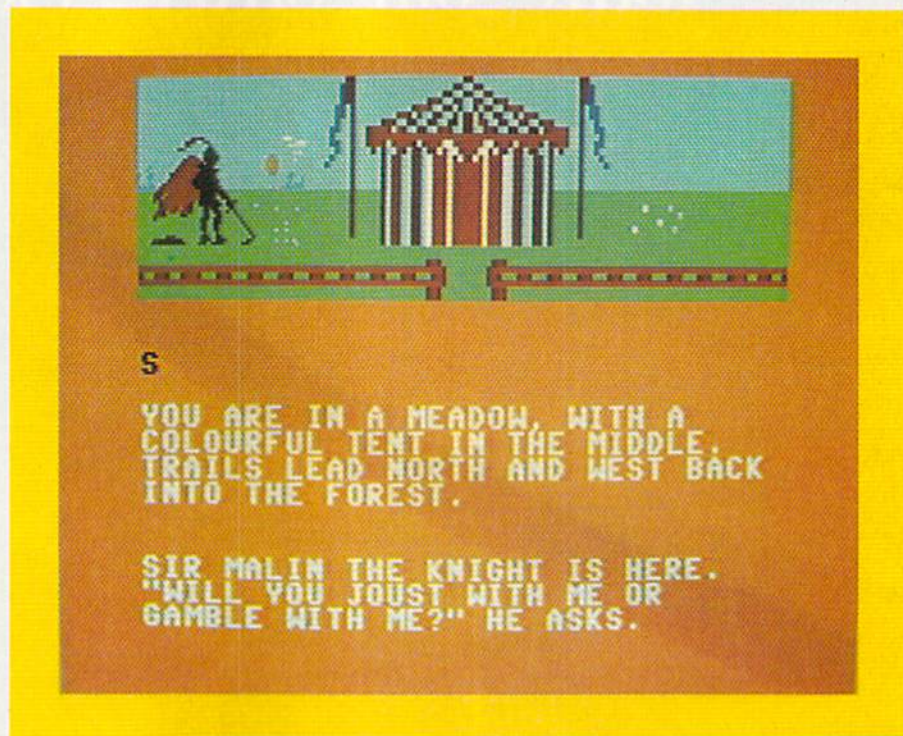 S
YOU ARE IN A MEADOW, WITH A
COLOURFUL TENT IN THE MIDDLE.
TRAILS LEAD NORTH AND WEST BACK
INTO THE FOREST.
SIR MALIN THE KNIGHT IS HERE.
"WILL YOU JOUST WITH ME OR
GAMBLE WITH ME?" HE ASKS.